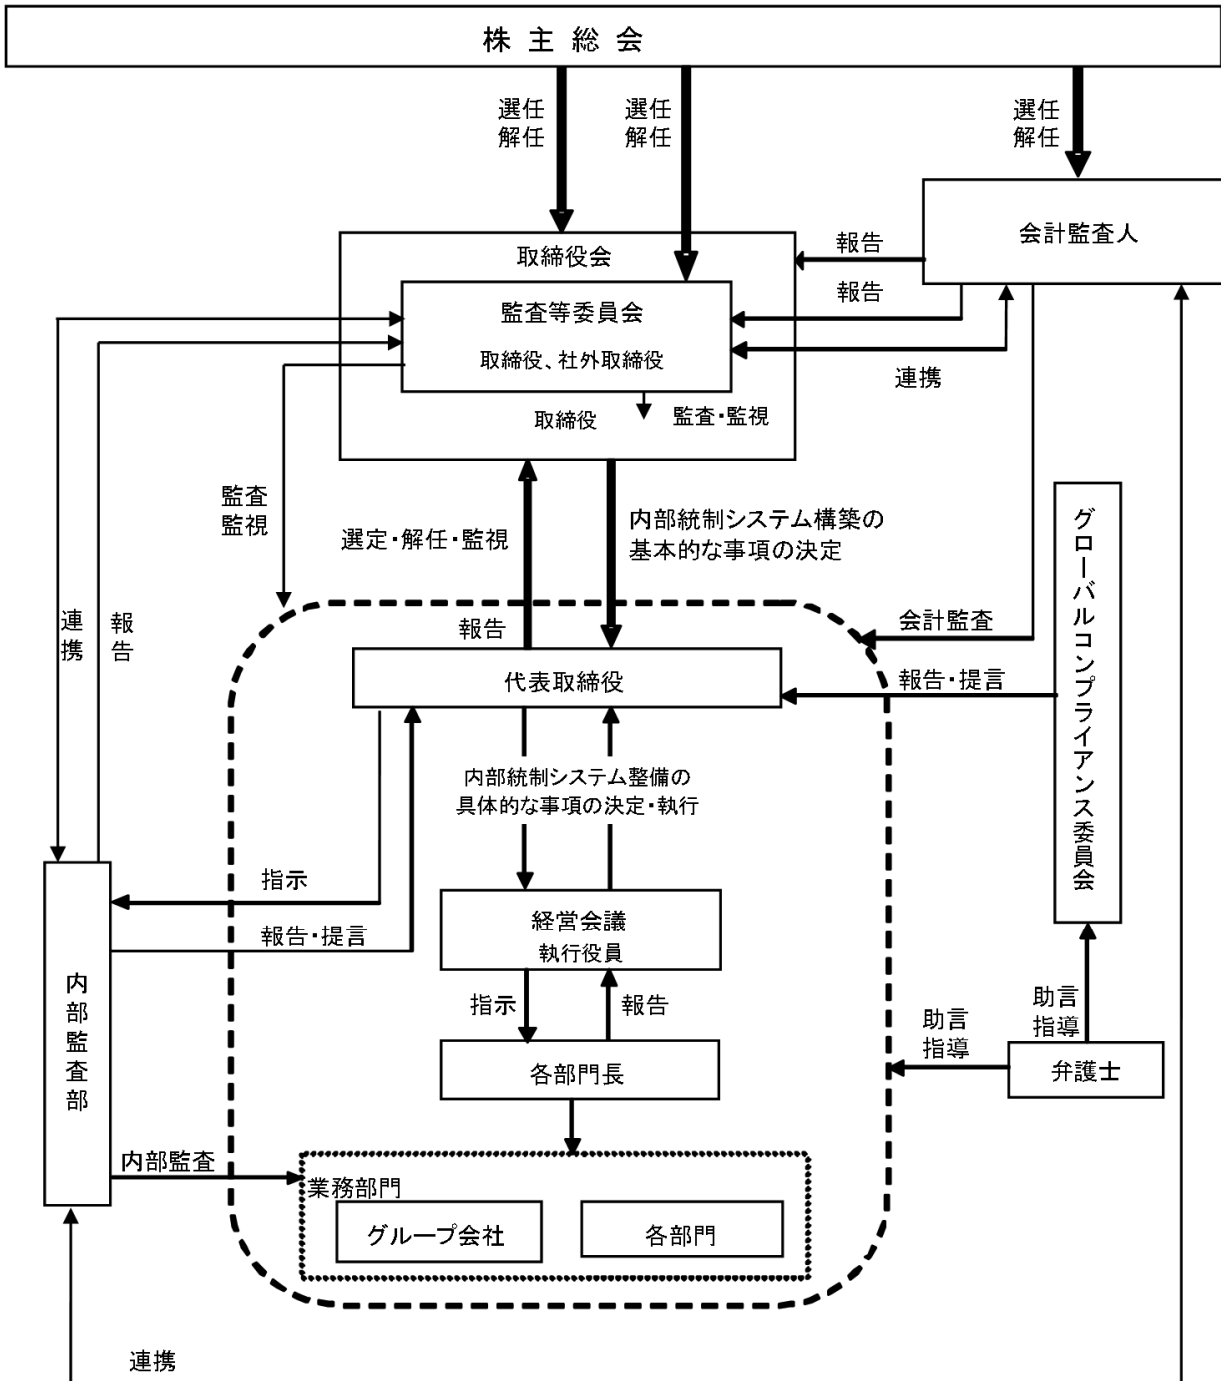 株主総会
選任
解任
選任
解任
選任
解任
会計監査人
取締役会
報告
監査等委員会
報告
取締役、社外取締役
連携
取締役
監査・監視
監査
監視
選定・解任・監視
内部統制システム構築の
基本的な事項の決定
グローバルコンプライアンス委員会
連携
報告
報告
会計監査
代表取締役
報告・提言
内部統制システム整備の
具体的な事項の決定・執行
指示
経営会議
執行役員
報告・提言
内部監査部
指示
報告
助言
指導
助言
指導
各部門長
弁護士
内部監査
業務部門
グループ会社
各部門
連携